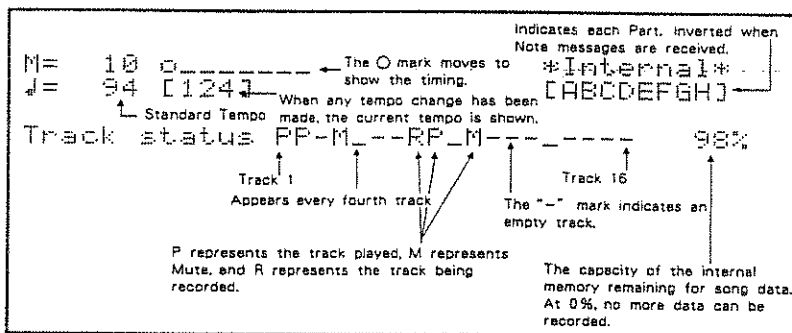 Indicates each Part. Inverted when
Note messages are received.
M= 10 o_______
The O mark moves to
show the timing.
*Internal*
♩= 94 [124]
[ABCDEFGH]
Standard Tempo
When any tempo change has been
made, the current tempo is shown.
Track status PP-M_--RP_M---_---- 98%
Track 1
Track 16
Appears every fourth track
The "–" mark indicates an
empty track.
P represents the track played, M represents
Mute, and R represents the track being
recorded.
The capacity of the internal
memory remaining for song data.
At 0%, no more data can be
recorded.